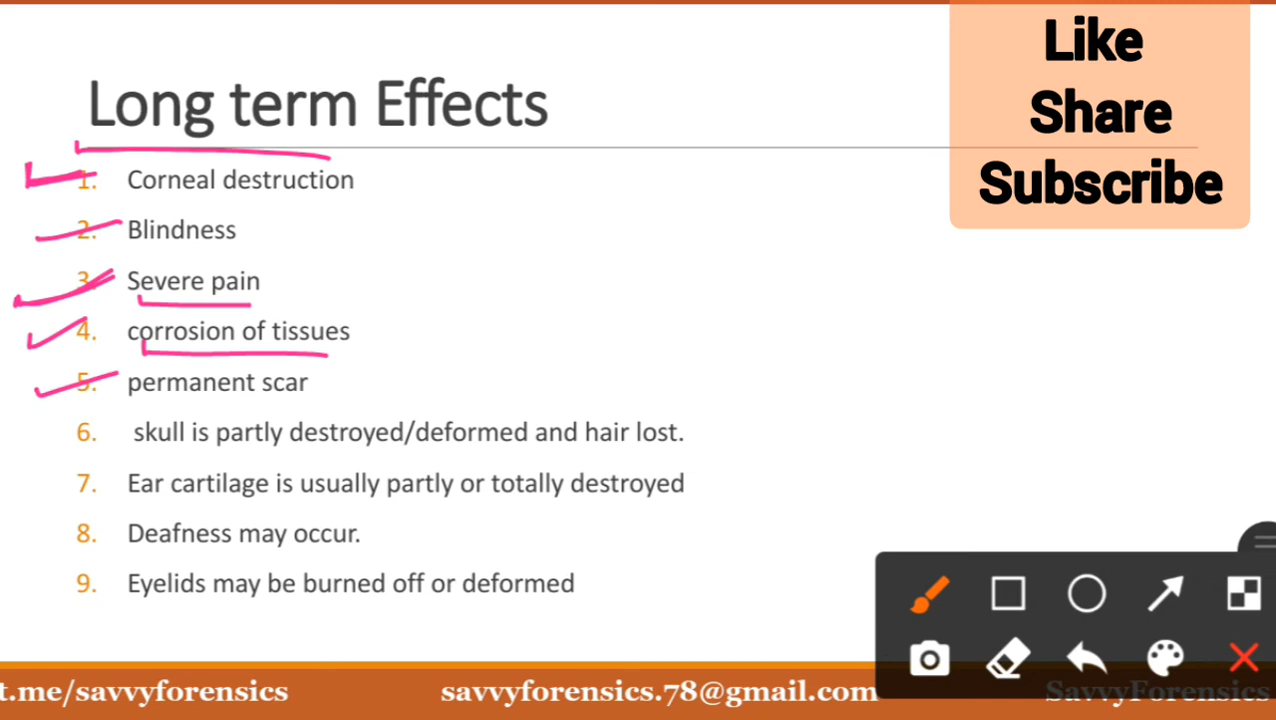 Like
Share
Subscribe
Long term Effects
1. Corneal destruction
2. Blindness
3. Severe pain
4. corrosion of tissues
5. permanent scar
6. skull is partly destroyed/deformed and hair lost.
7. Ear cartilage is usually partly or totally destroyed
8. Deafness may occur.
9. Eyelids may be burned off or deformed
t.me/savvyforensics savvyforensics.78@gmail.com SavvyForensics